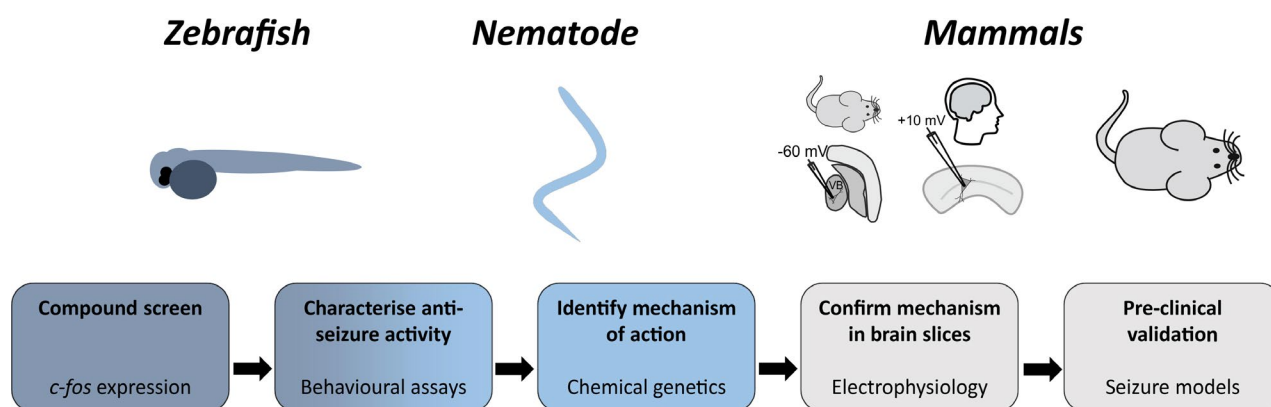 Zebrafish
Nematode
Mammals
+10 mV
-60 mV
VB
Compound screen
c-fos expression
Characterise anti-
seizure activity
Behavioural assays
Identify mechanism
of action
Chemical genetics
Confirm mechanism
in brain slices
Electrophysiology
Pre-clinical
validation
Seizure models